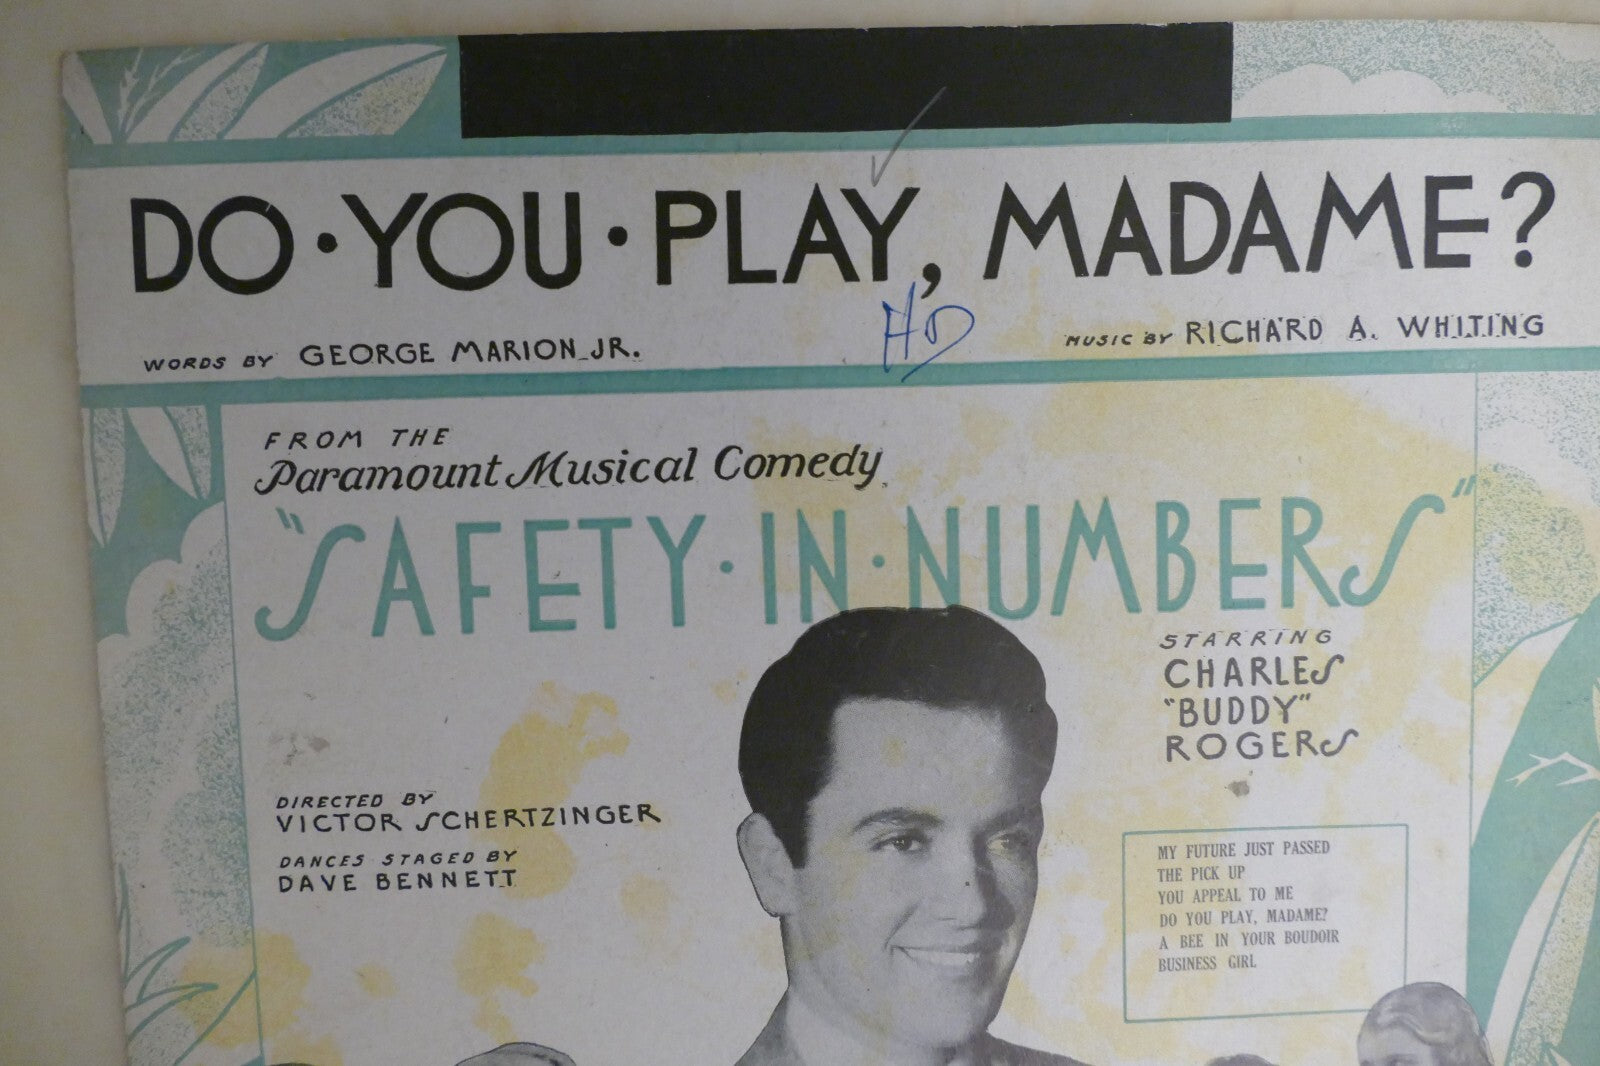 DO·YOU·PLAY, MADAME?
HD
WORDS BY GEORGE MARION JR.
MUSIC BY RICHARD A. WHITING
FROM THE
Paramount Musical Comedy
"SAFETY·IN·NUMBERS"
STARRING
CHARLES
"BUDDY"
ROGERS
DIRECTED BY
VICTOR SCHERTZINGER
DANCES STAGED BY
DAVE BENNETT
MY FUTURE JUST PASSED
THE PICK UP
YOU APPEAL TO ME
DO YOU PLAY, MADAME?
A BEE IN YOUR BOUDOIR
BUSINESS GIRL